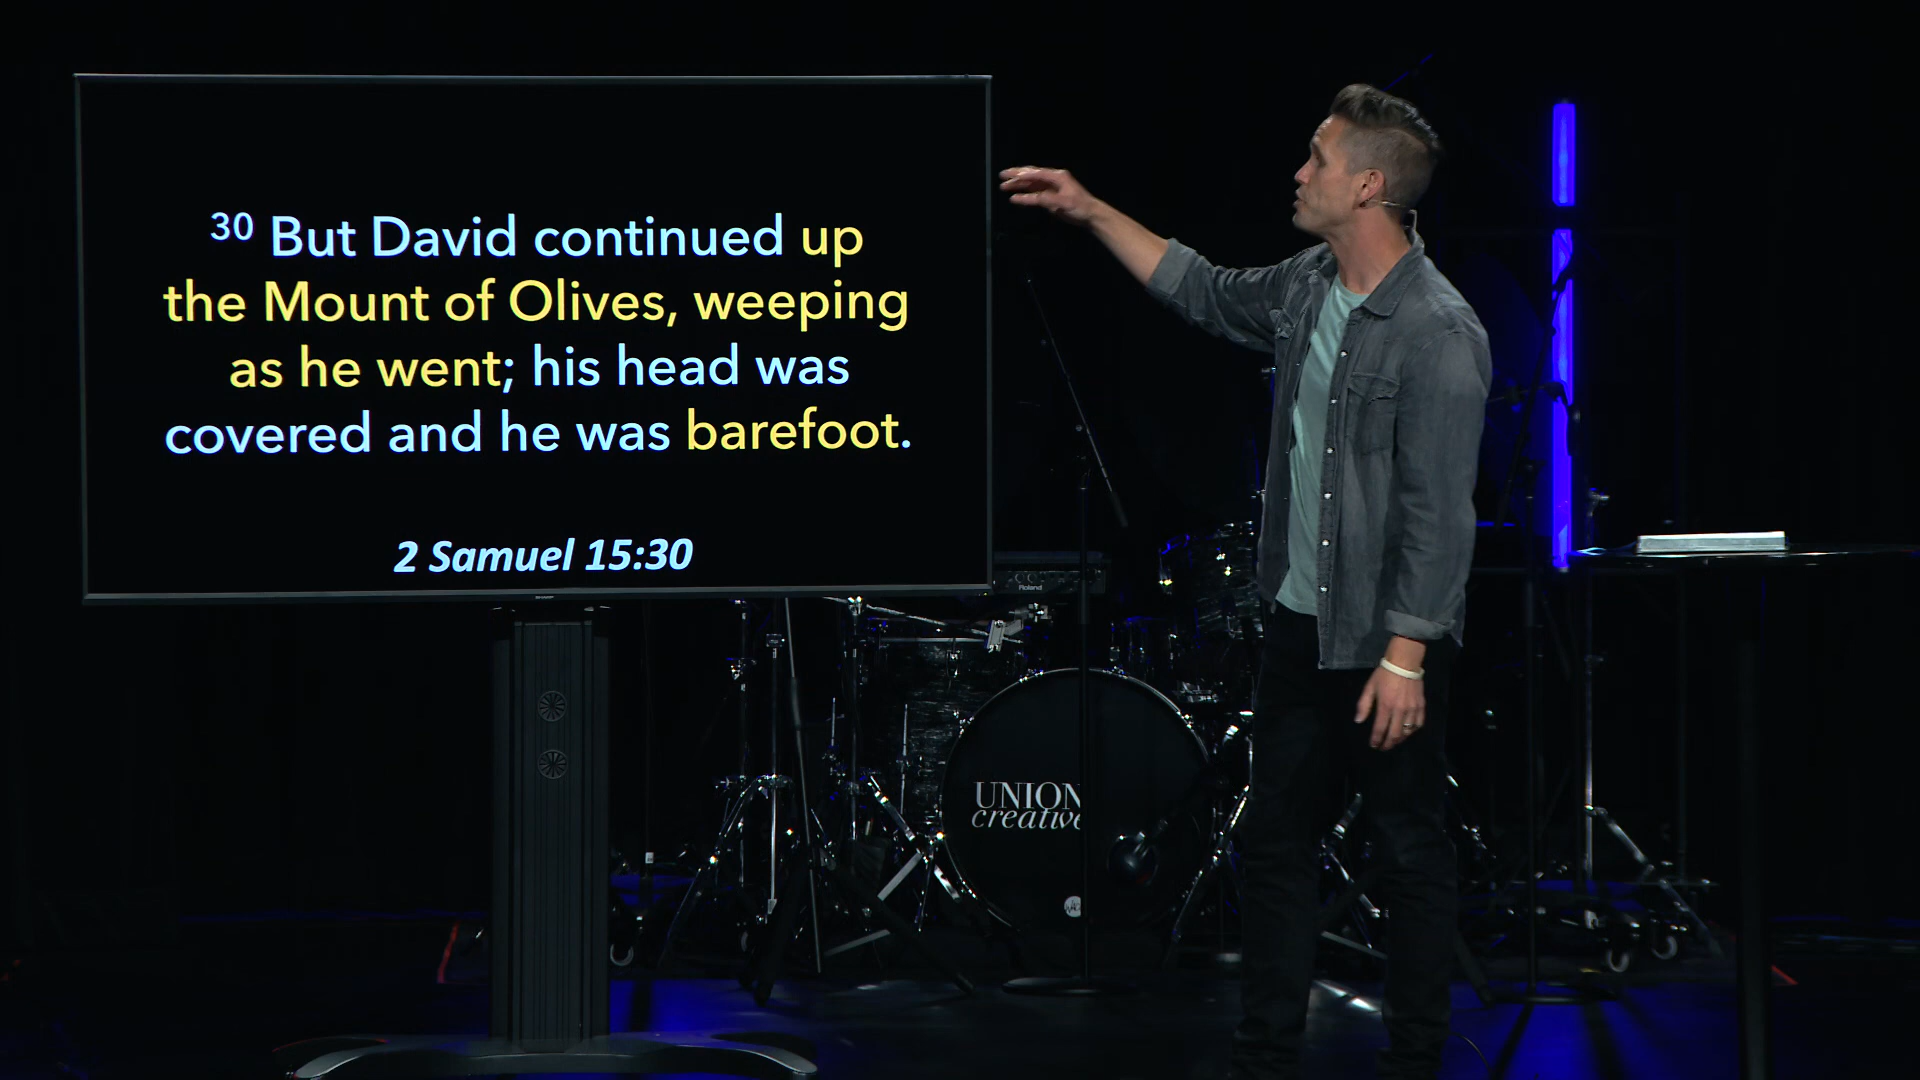 30 But David continued up
the Mount of Olives, weeping
as he went; his head was
covered and he was barefoot.
2 Samuel 15:30
Roland
UNION
creative